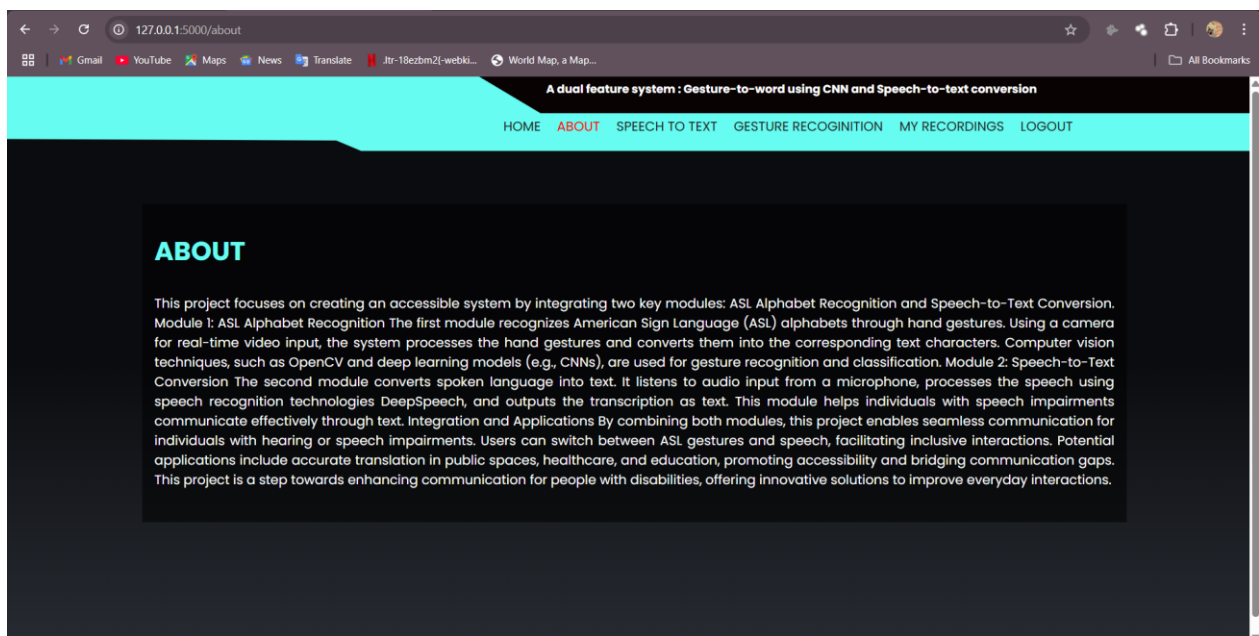 127.0.0.1:5000/about
Gmail YouTube Maps News Translate .ltr-18ezbm2{-webki... World Map, a Map... All Bookmarks
A dual feature system : Gesture-to-word using CNN and Speech-to-text conversion
HOME ABOUT SPEECH TO TEXT GESTURE RECOGINITION MY RECORDINGS LOGOUT
ABOUT
This project focuses on creating an accessible system by integrating two key modules: ASL Alphabet Recognition and Speech-to-Text Conversion.
Module 1: ASL Alphabet Recognition The first module recognizes American Sign Language (ASL) alphabets through hand gestures. Using a camera
for real-time video input, the system processes the hand gestures and converts them into the corresponding text characters. Computer vision
techniques, such as OpenCV and deep learning models (e.g., CNNs), are used for gesture recognition and classification. Module 2: Speech-to-Text
Conversion The second module converts spoken language into text. It listens to audio input from a microphone, processes the speech using
speech recognition technologies DeepSpeech, and outputs the transcription as text. This module helps individuals with speech impairments
communicate effectively through text. Integration and Applications By combining both modules, this project enables seamless communication for
individuals with hearing or speech impairments. Users can switch between ASL gestures and speech, facilitating inclusive interactions. Potential
applications include accurate translation in public spaces, healthcare, and education, promoting accessibility and bridging communication gaps.
This project is a step towards enhancing communication for people with disabilities, offering innovative solutions to improve everyday interactions.